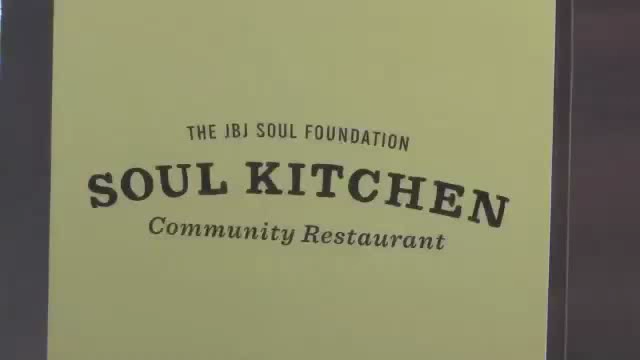 THE JBJ SOUL FOUNDATION
SOUL KITCHEN
Community Restaurant